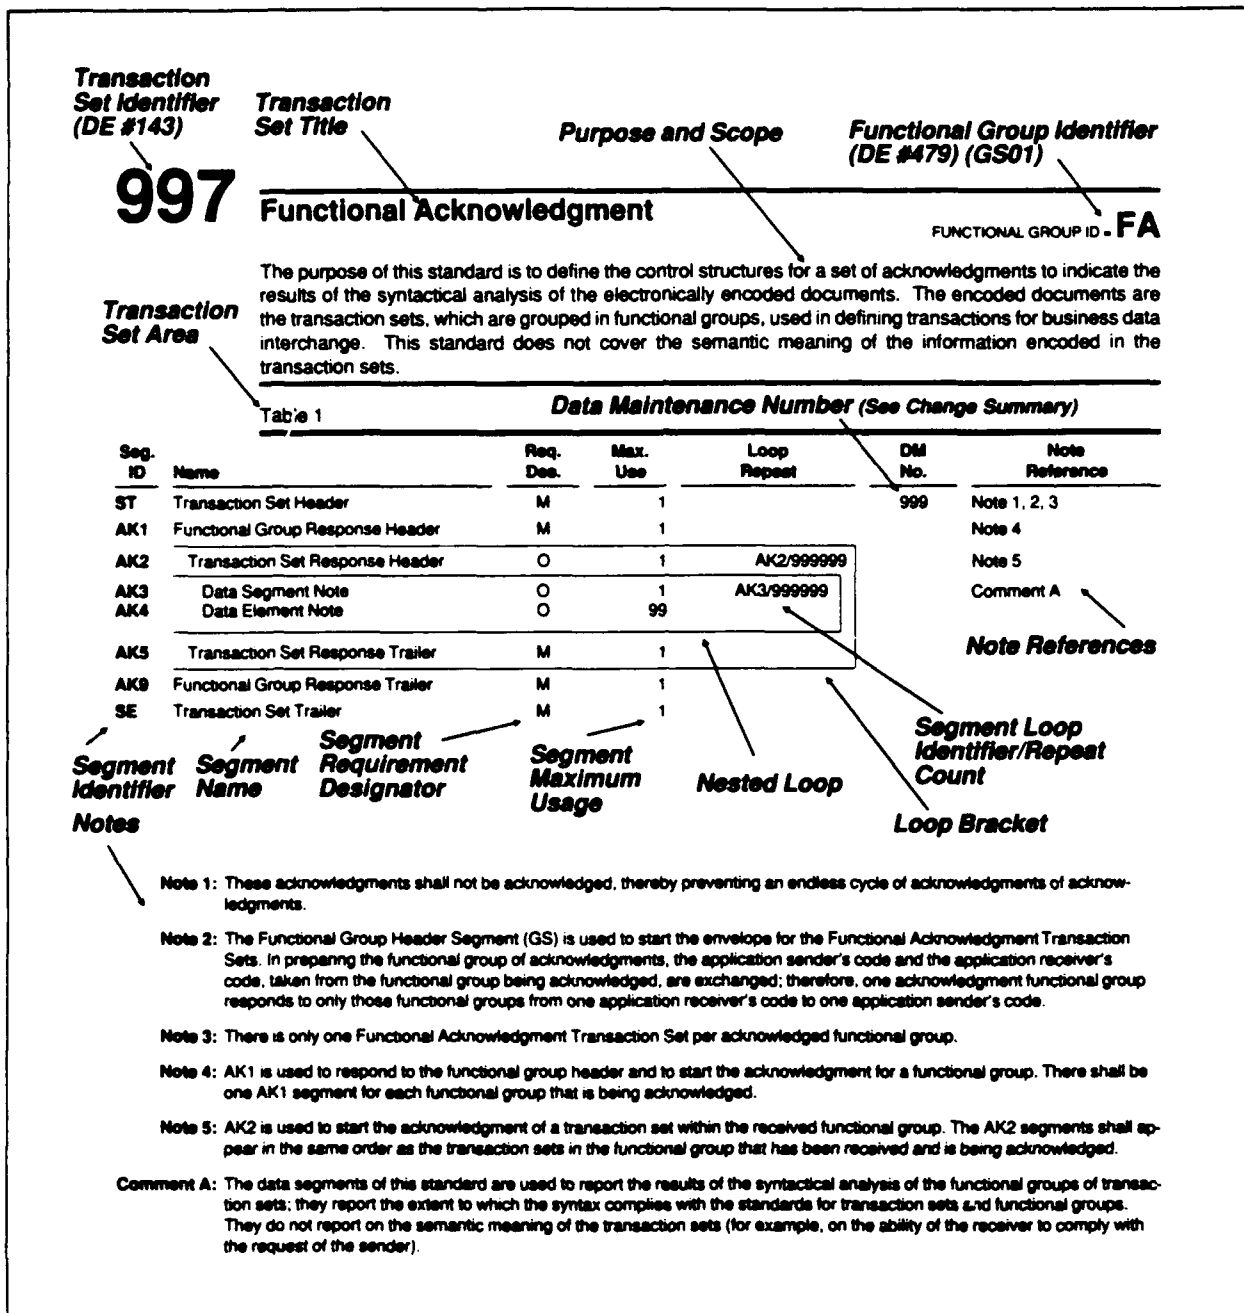 Transaction
Set Identifier
(DE #143)
Transaction
Set Title
Purpose and Scope
Functional Group Identifier
(DE #479) (GS01)
997
Functional Acknowledgment
FUNCTIONAL GROUP ID - FA
The purpose of this standard is to define the control structures for a set of acknowledgments to indicate the
results of the syntactical analysis of the electronically encoded documents. The encoded documents are
the transaction sets, which are grouped in functional groups, used in defining transactions for business data
interchange. This standard does not cover the semantic meaning of the information encoded in the
transaction sets.
Transaction
Set Area
Table 1
Data Maintenance Number (See Change Summary)
Seg. ID Name Req. Des. Max. Use Loop Repeat DM No. Note Reference
ST Transaction Set Header M 1 999 Note 1, 2, 3
AK1 Functional Group Response Header M 1 Note 4
AK2 Transaction Set Response Header O 1 AK2/999999 Note 5
AK3 Data Segment Note O 1 AK3/999999 Comment A
AK4 Data Element Note O 99
AK5 Transaction Set Response Trailer M 1
Note References
AK9 Functional Group Response Trailer M 1
SE Transaction Set Trailer M 1
Segment
Identifier
Segment
Name
Segment
Requirement
Designator
Segment
Maximum
Usage
Nested Loop
Segment Loop
Identifier/Repeat
Count
Loop Bracket
Notes
Note 1: These acknowledgments shall not be acknowledged, thereby preventing an endless cycle of acknowledgments of acknow-
ledgments.
Note 2: The Functional Group Header Segment (GS) is used to start the envelope for the Functional Acknowledgment Transaction
Sets. In preparing the functional group of acknowledgments, the application sender's code and the application receiver's
code, taken from the functional group being acknowledged, are exchanged; therefore, one acknowledgment functional group
responds to only those functional groups from one application receiver's code to one application sender's code.
Note 3: There is only one Functional Acknowledgment Transaction Set per acknowledged functional group.
Note 4: AK1 is used to respond to the functional group header and to start the acknowledgment for a functional group. There shall be
one AK1 segment for each functional group that is being acknowledged.
Note 5: AK2 is used to start the acknowledgment of a transaction set within the received functional group. The AK2 segments shall ap-
pear in the same order as the transaction sets in the functional group that has been received and is being acknowledged.
Comment A: The data segments of this standard are used to report the results of the syntactical analysis of the functional groups of transac-
tion sets; they report the extent to which the syntax complies with the standards for transaction sets and functional groups.
They do not report on the semantic meaning of the transaction sets (for example, on the ability of the receiver to comply with
the request of the sender).